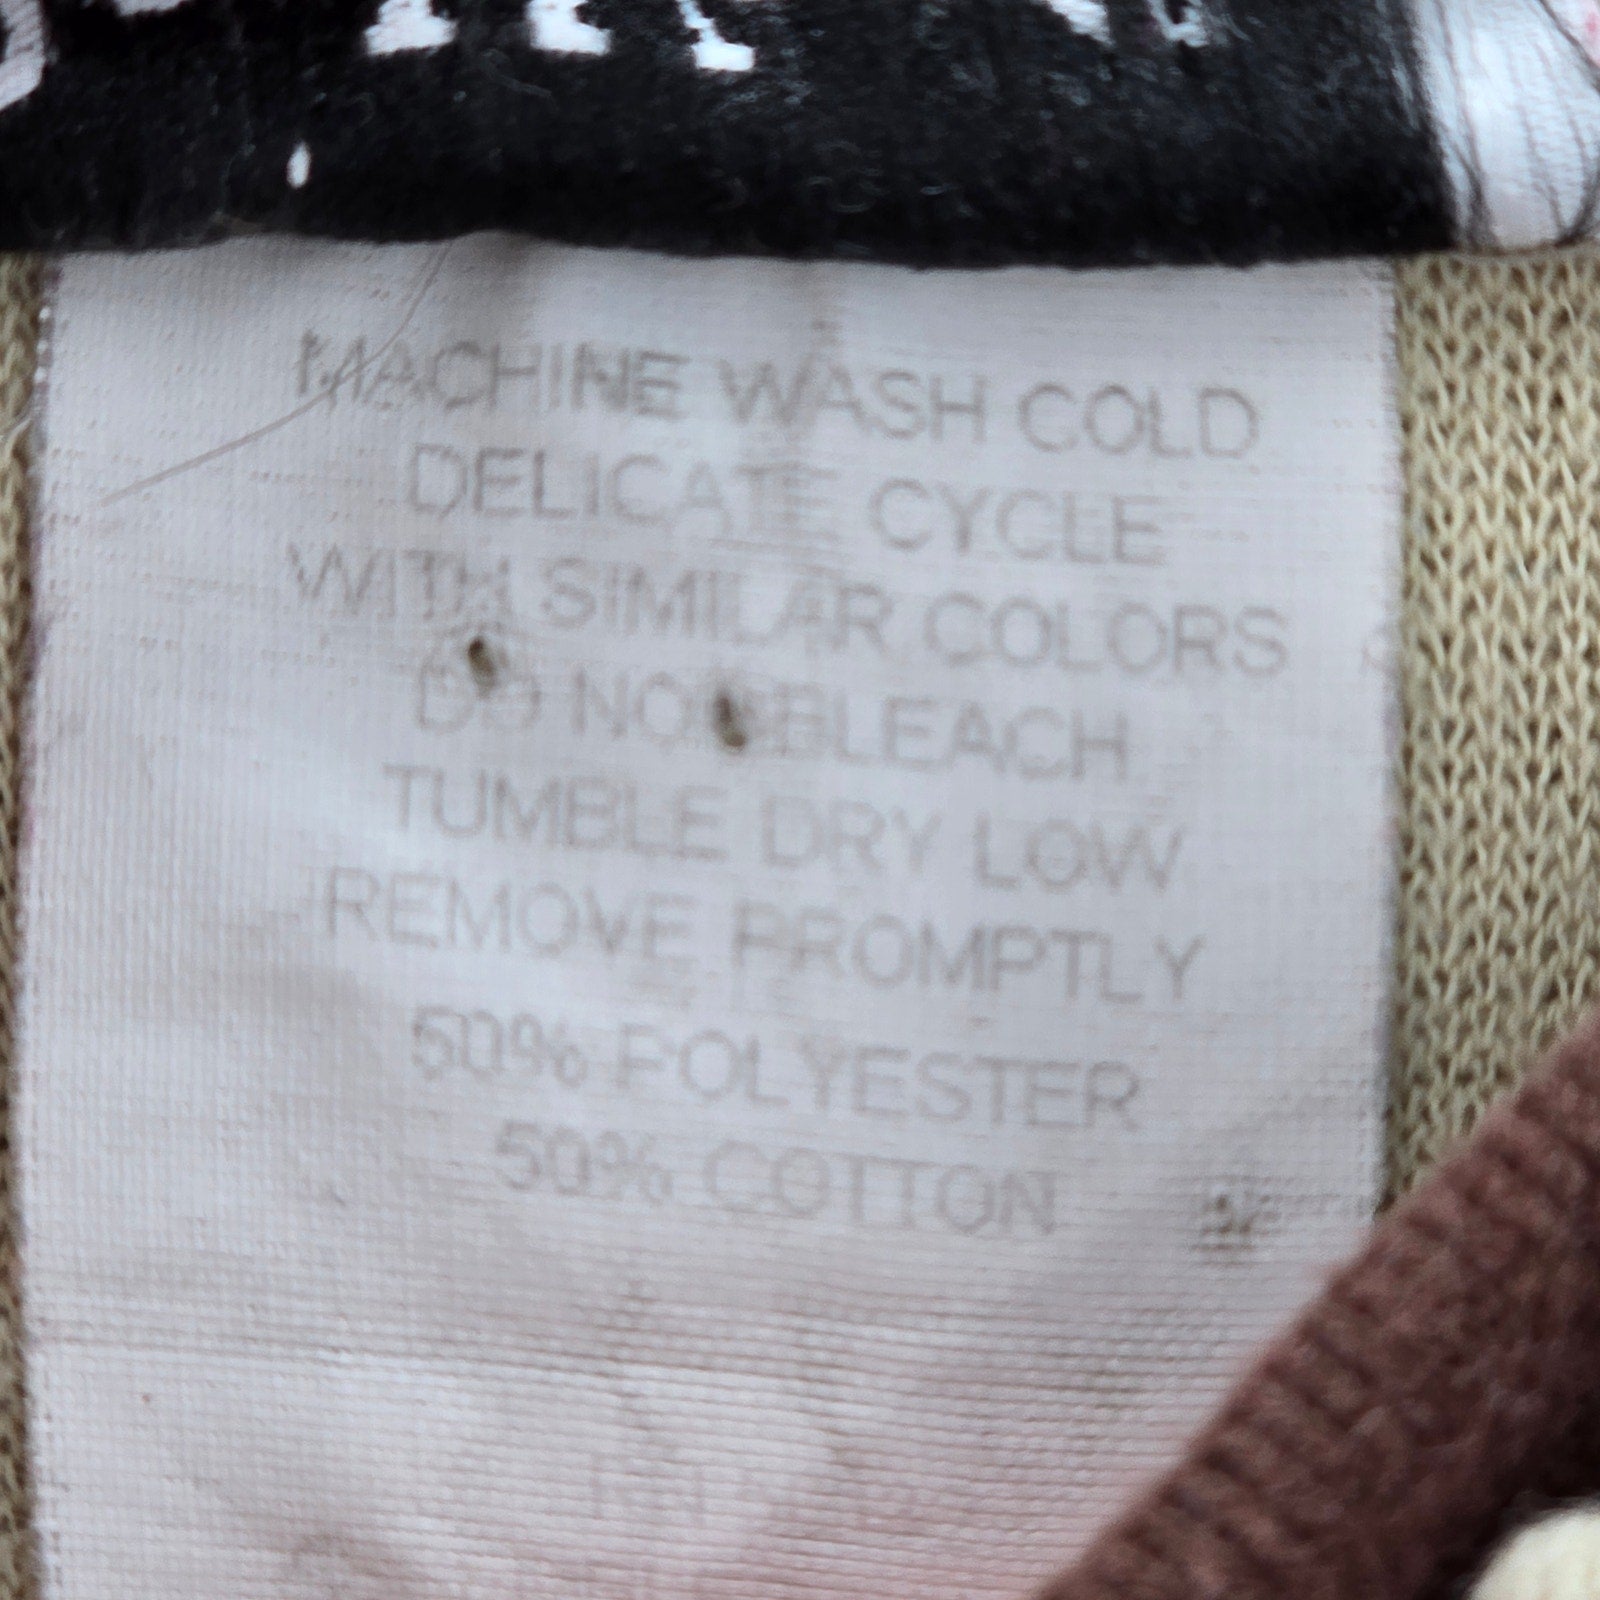 MACHINE WASH COLD
DELICATE CYCLE
WITH SIMILAR COLORS
DO NOT BLEACH
TUMBLE DRY LOW
REMOVE PROMPTLY
50% POLYESTER
50% COTTON